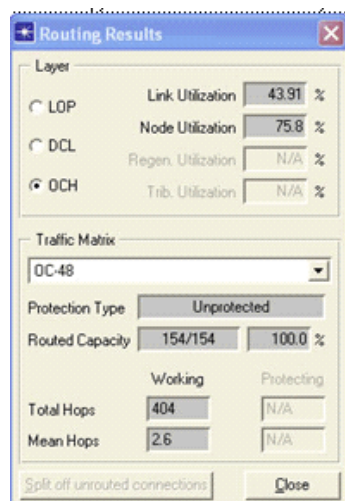 Routing Results
Layer
LOP
DCL
OCH
Link Utilization 43.91 %
Node Utilization 75.8 %
Regen. Utilization N/A %
Trib. Utilization N/A %
Traffic Matrix
OC-48
Protection Type Unprotected
Routed Capacity 154/154 100.0 %
Working Protecting
Total Hops 404 N/A
Mean Hops 2.6 N/A
Split off unrouted connections Close